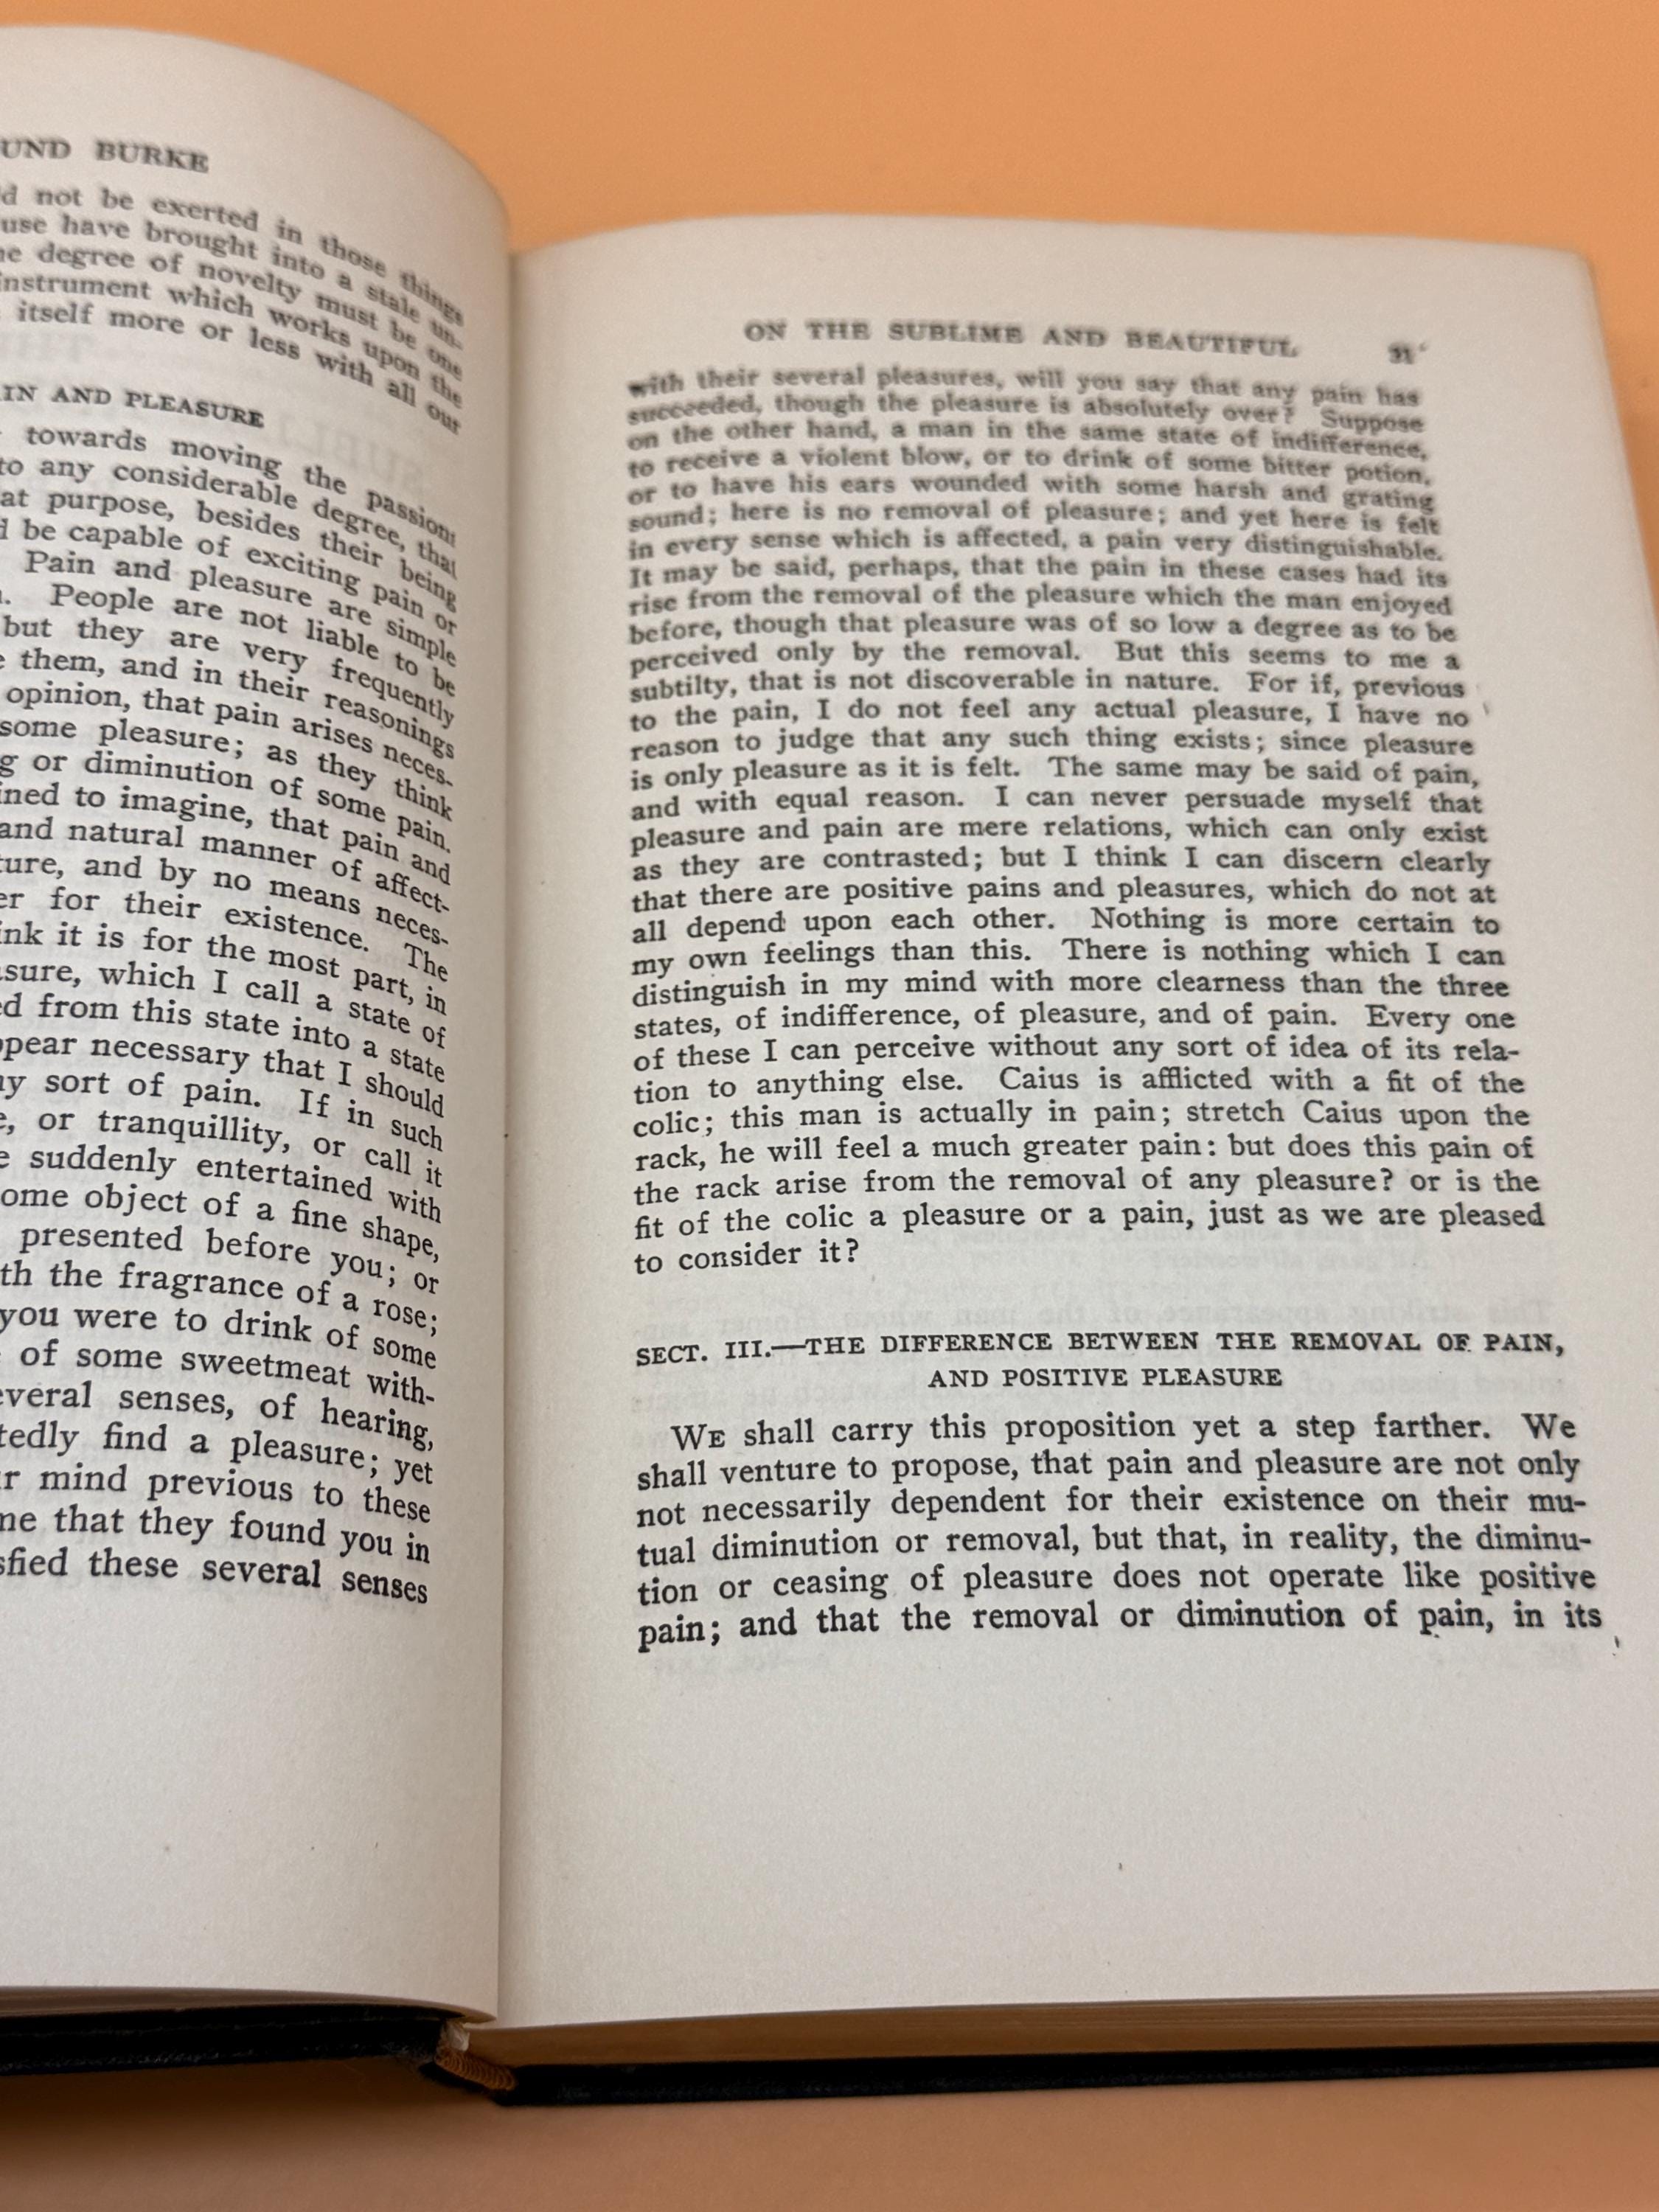 UND BURKE
d not be exerted in those things
use have brought into a stale un-
ne degree of novelty must be one
instrument which works upon the
itself more or less with all our
IN AND PLEASURE
towards moving the passions
to any considerable degree, that
at purpose, besides their being
d be capable of exciting pain or
Pain and pleasure are simple
n. People are not liable to be
but they are very frequently
e them, and in their reasonings
opinion, that pain arises neces-
some pleasure; as they think
g or diminution of some pain.
ined to imagine, that pain and
and natural manner of affect-
ture, and by no means neces-
er for their existence. The
ink it is for the most part, in
asure, which I call a state of
ed from this state into a state
ppear necessary that I should
ny sort of pain. If in such
e, or tranquillity, or call it
e suddenly entertained with
ome object of a fine shape,
presented before you; or
th the fragrance of a rose;
you were to drink of some
of some sweetmeat with-
everal senses, of hearing,
tedly find a pleasure; yet
r mind previous to these
me that they found you in
sfied these several senses
ON THE SUBLIME AND BEAUTIFUL 31
with their several pleasures, will you say that any pain has
succeeded, though the pleasure is absolutely over? Suppose
on the other hand, a man in the same state of indifference,
to receive a violent blow, or to drink of some bitter potion,
or to have his ears wounded with some harsh and grating
sound; here is no removal of pleasure; and yet here is felt
in every sense which is affected, a pain very distinguishable.
It may be said, perhaps, that the pain in these cases had its
rise from the removal of the pleasure which the man enjoyed
before, though that pleasure was of so low a degree as to be
perceived only by the removal. But this seems to me a
subtilty, that is not discoverable in nature. For if, previous
to the pain, I do not feel any actual pleasure, I have no
reason to judge that any such thing exists; since pleasure
is only pleasure as it is felt. The same may be said of pain,
and with equal reason. I can never persuade myself that
pleasure and pain are mere relations, which can only exist
as they are contrasted; but I think I can discern clearly
that there are positive pains and pleasures, which do not at
all depend upon each other. Nothing is more certain to
my own feelings than this. There is nothing which I can
distinguish in my mind with more clearness than the three
states, of indifference, of pleasure, and of pain. Every one
of these I can perceive without any sort of idea of its rela-
tion to anything else. Caius is afflicted with a fit of the
colic; this man is actually in pain; stretch Caius upon the
rack, he will feel a much greater pain: but does this pain of
the rack arise from the removal of any pleasure? or is the
fit of the colic a pleasure or a pain, just as we are pleased
to consider it?
SECT. III.—THE DIFFERENCE BETWEEN THE REMOVAL OF PAIN,
AND POSITIVE PLEASURE
WE shall carry this proposition yet a step farther. We
shall venture to propose, that pain and pleasure are not only
not necessarily dependent for their existence on their mu-
tual diminution or removal, but that, in reality, the diminu-
tion or ceasing of pleasure does not operate like positive
pain; and that the removal or diminution of pain, in its